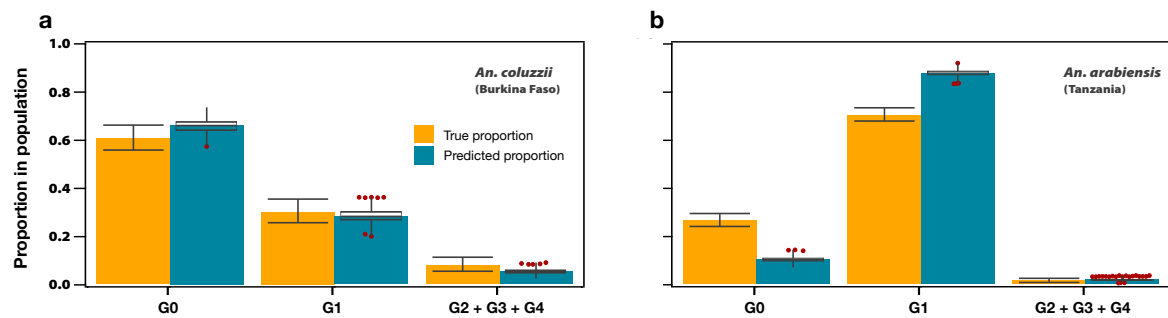 a
b
Proportion in population
1.0
0.8
0.6
0.4
0.2
0.0
An. coluzzii
(Burkina Faso)
True proportion
Predicted proportion
G0
G1
G2 + G3 + G4
An. arabiensis
(Tanzania)
G0
G1
G2 + G3 + G4